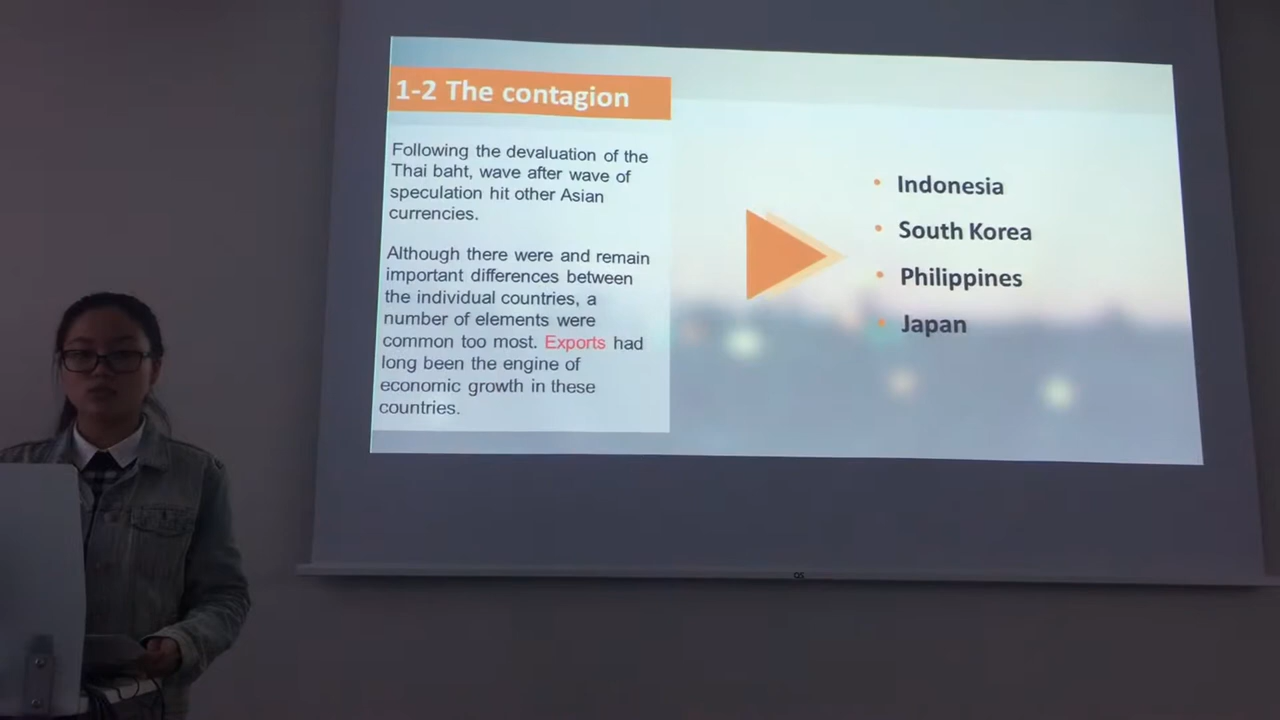 1-2 The contagion
Following the devaluation of the
Thai baht, wave after wave of
speculation hit other Asian
currencies.
Although there were and remain
important differences between
the individual countries, a
number of elements were
common too most. Exports had
long been the engine of
economic growth in these
countries.
• Indonesia
• South Korea
• Philippines
• Japan